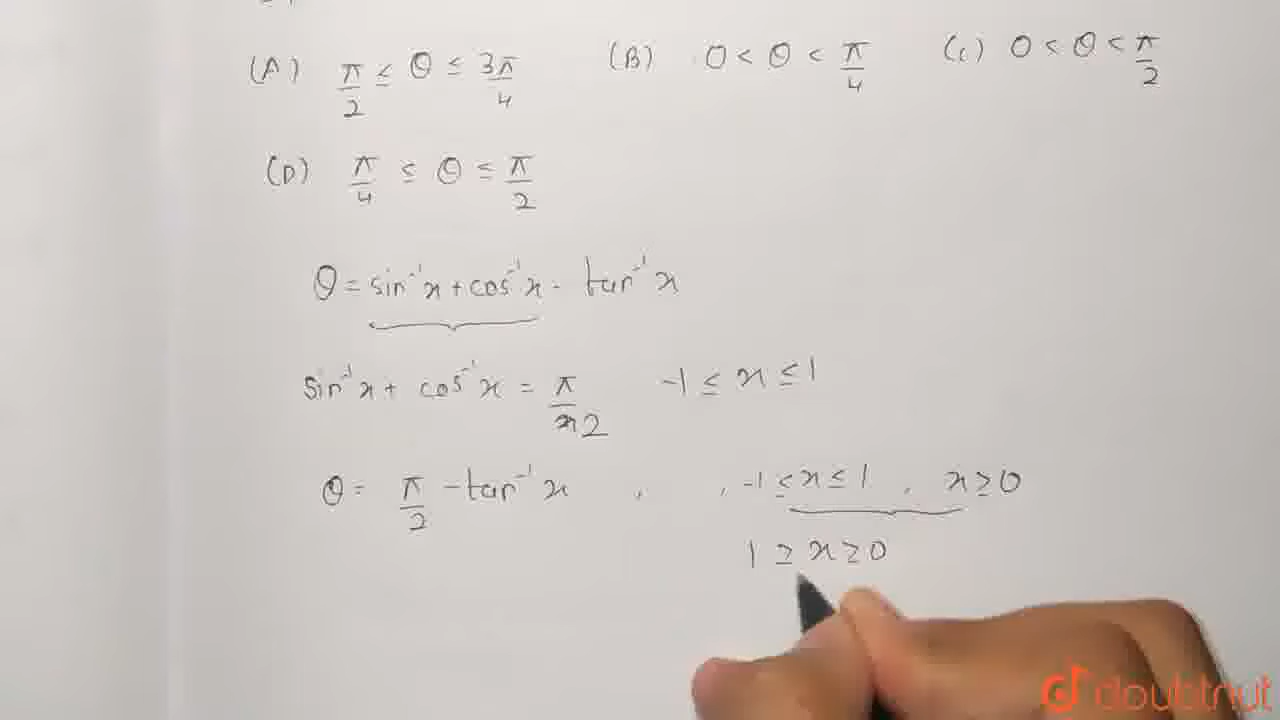 (A) π/2 ≤ θ ≤ 3π/4 (B) 0 < θ < π/4 (C) 0 < θ < π/2
(D) π/4 ≤ θ ≤ π/2
θ = sin⁻¹x + cos⁻¹x - tan⁻¹x
sin⁻¹x + cos⁻¹x = π/2 -1 ≤ x ≤ 1
θ = π/2 - tan⁻¹x , , -1 ≤ x ≤ 1 , x ≥ 0
1 ≥ x ≥ 0
doubtnut